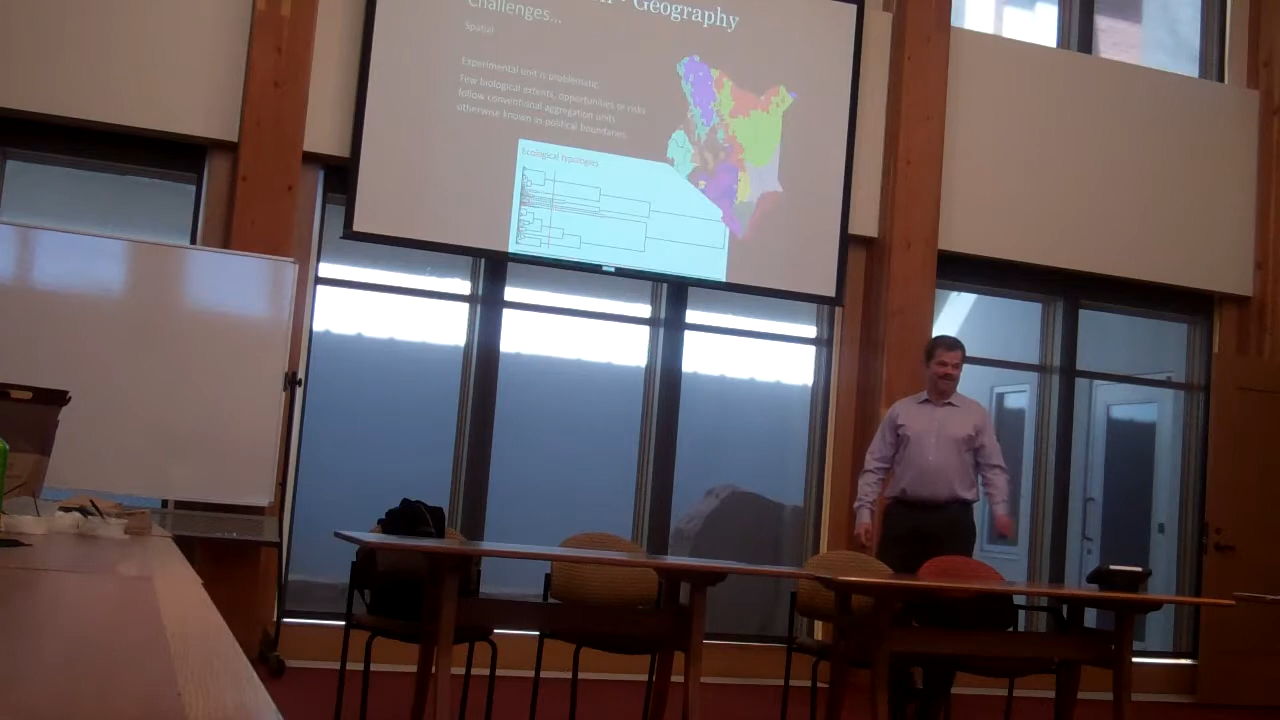 Geography
Challenges...
Spatial
Experimental unit is problematic.
Few biological extents, opportunities or risks
follow conventional aggregation units
otherwise known in political boundaries.
Ecological typologies